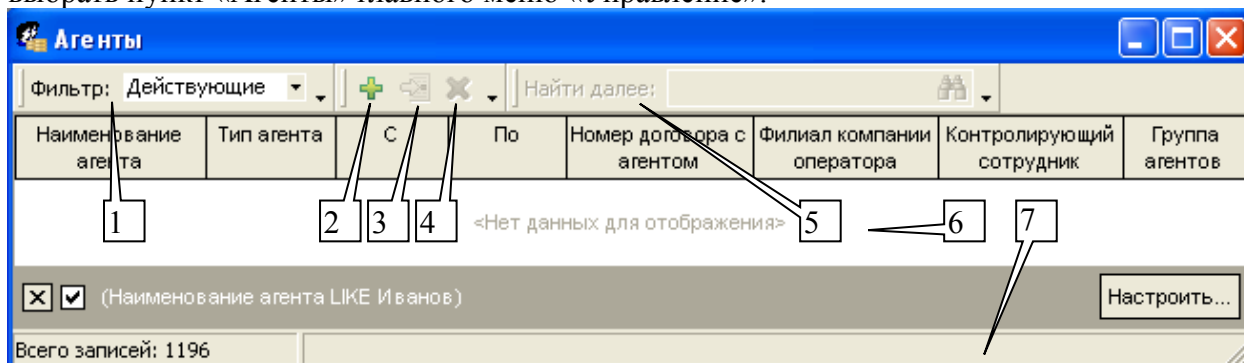 выбрать пункт «Агенты» главного меню «Управление».
Агенты
Фильтр: Действующие Найти далее:
Наименование агента Тип агента С По Номер договора с агентом Филиал компании оператора Контролирующий сотрудник Группа агентов
1 2 3 4 5 6 7
<Нет данных для отображения>
(Наименование агента LIKE Иванов) Настроить...
Всего записей: 1196